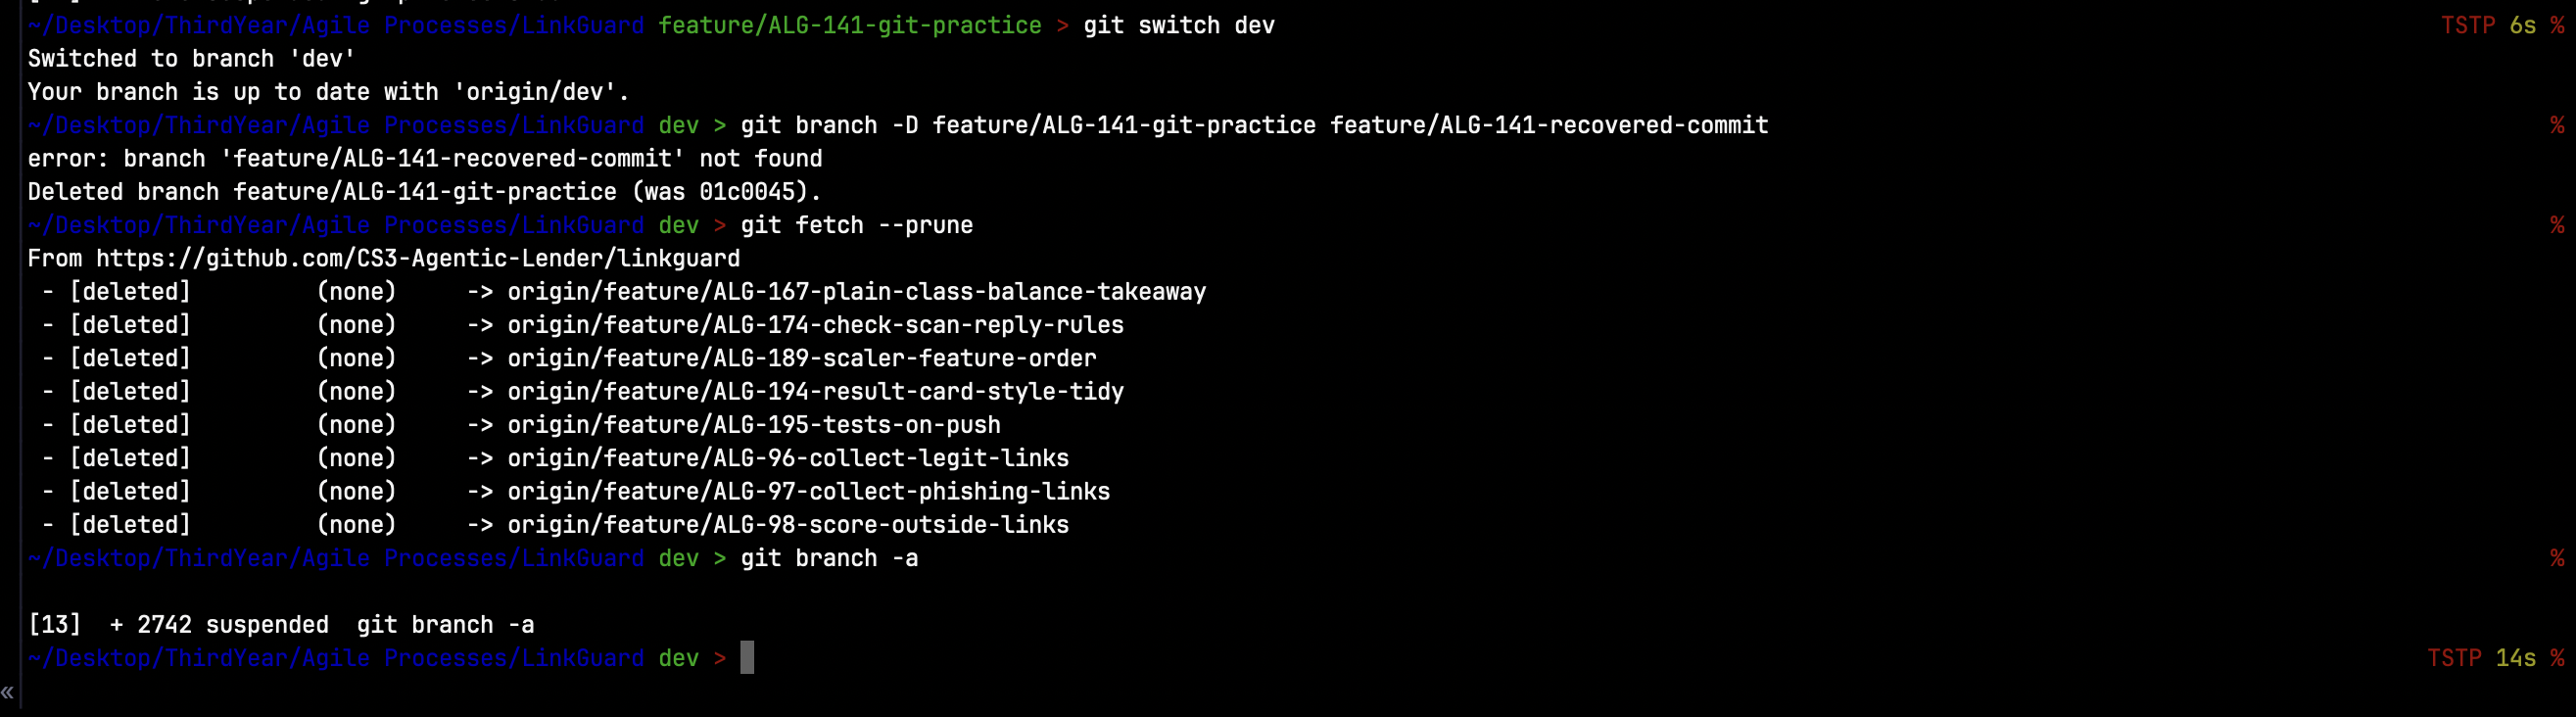 ~/Desktop/ThirdYear/Agile Processes/LinkGuard feature/ALG-141-git-practice > git switch dev TSTP 6s %
Switched to branch 'dev'
Your branch is up to date with 'origin/dev'.
~/Desktop/ThirdYear/Agile Processes/LinkGuard dev > git branch -D feature/ALG-141-git-practice feature/ALG-141-recovered-commit %
error: branch 'feature/ALG-141-recovered-commit' not found
Deleted branch feature/ALG-141-git-practice (was 01c0045).
~/Desktop/ThirdYear/Agile Processes/LinkGuard dev > git fetch --prune %
From https://github.com/CS3-Agentic-Lender/linkguard
 - [deleted]         (none)     -> origin/feature/ALG-167-plain-class-balance-takeaway
 - [deleted]         (none)     -> origin/feature/ALG-174-check-scan-reply-rules
 - [deleted]         (none)     -> origin/feature/ALG-189-scaler-feature-order
 - [deleted]         (none)     -> origin/feature/ALG-194-result-card-style-tidy
 - [deleted]         (none)     -> origin/feature/ALG-195-tests-on-push
 - [deleted]         (none)     -> origin/feature/ALG-96-collect-legit-links
 - [deleted]         (none)     -> origin/feature/ALG-97-collect-phishing-links
 - [deleted]         (none)     -> origin/feature/ALG-98-score-outside-links
~/Desktop/ThirdYear/Agile Processes/LinkGuard dev > git branch -a %
[13]  + 2742 suspended  git branch -a
~/Desktop/ThirdYear/Agile Processes/LinkGuard dev > TSTP 14s %
«